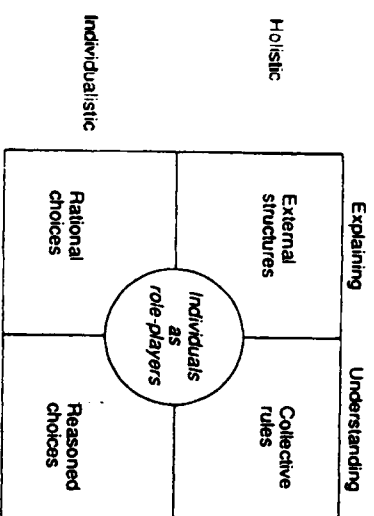 Explaining
Understanding
Holistic
External
structures
Collective
rules
Individuals
as
role-players
Individualistic
Rational
choices
Reasoned
choices